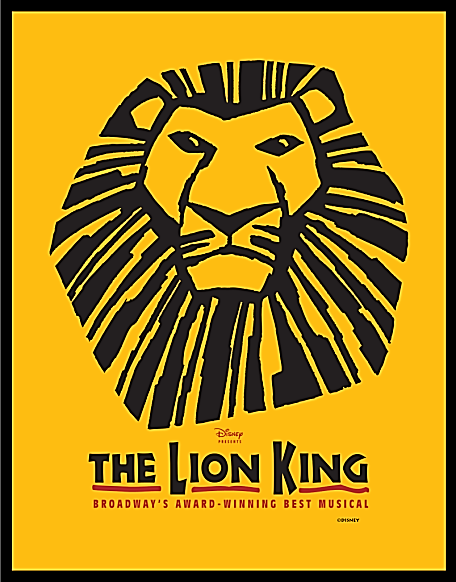 Disney
PRESENTS
THE LION KING
BROADWAY'S AWARD-WINNING BEST MUSICAL
©DISNEY